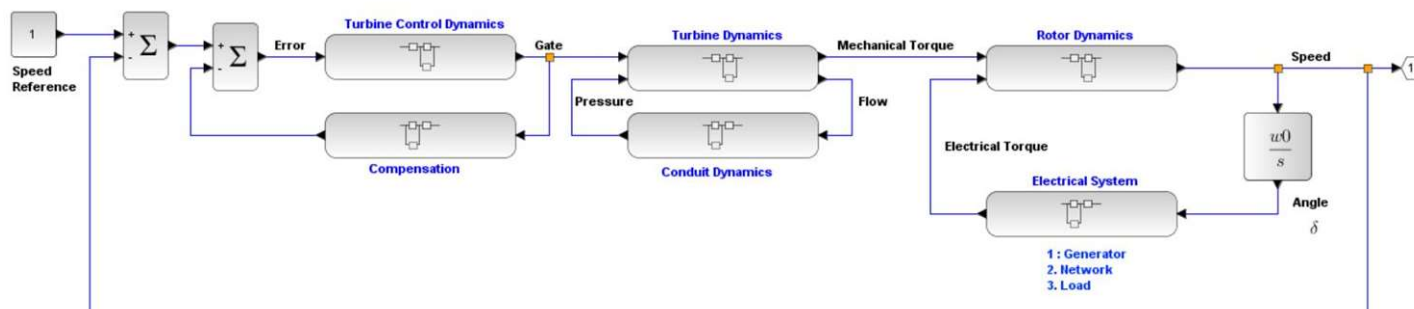 1
Speed
Reference
+
-
Σ
+
-
Σ
Error
Turbine Control Dynamics
Gate
Compensation
Turbine Dynamics
Pressure
Flow
Conduit Dynamics
Mechanical Torque
Rotor Dynamics
Electrical Torque
Speed
1
w0
s
Angle
δ
Electrical System
1 : Generator
2. Network
3. Load